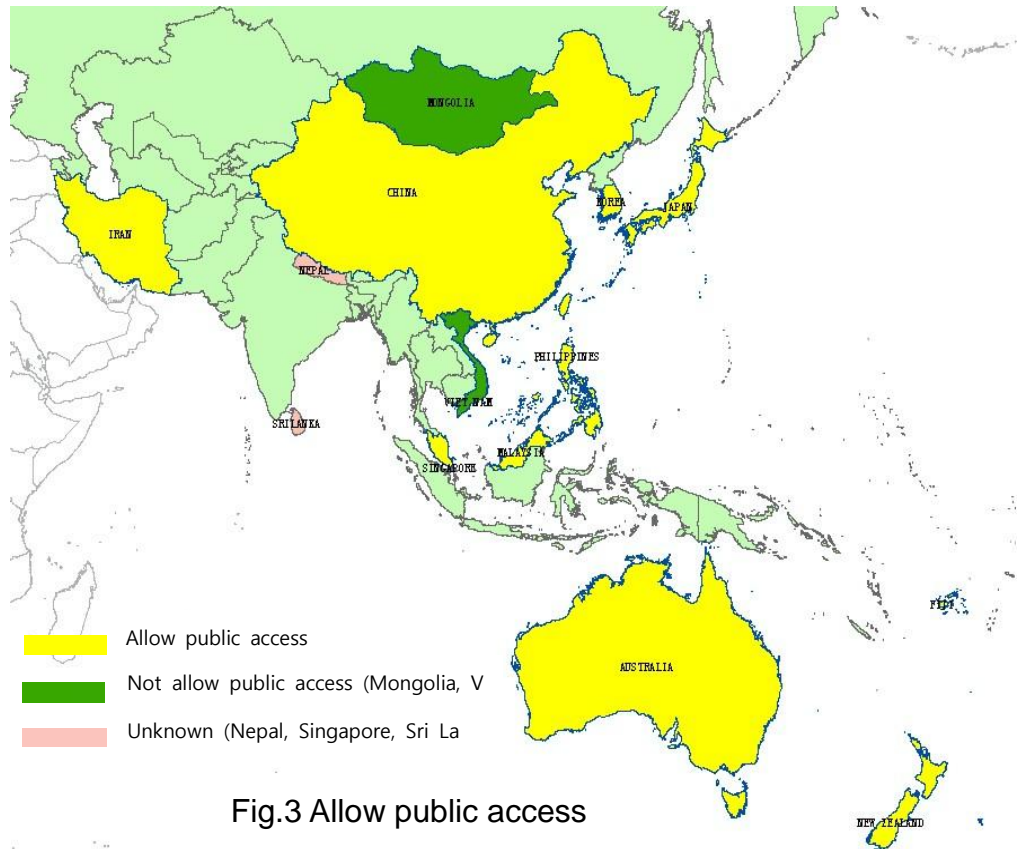 MONGOLIA
CHINA
KOREA
JAPAN
IRAN
NEPAL
PHILIPPINES
VIETNAM
SRILANKA
MALAYSIA
SINGAPORE
FIJI
Allow public access
AUSTRALIA
Not allow public access (Mongolia, V
Unknown (Nepal, Singapore, Sri La
Fig.3 Allow public access
NEW ZEALAND